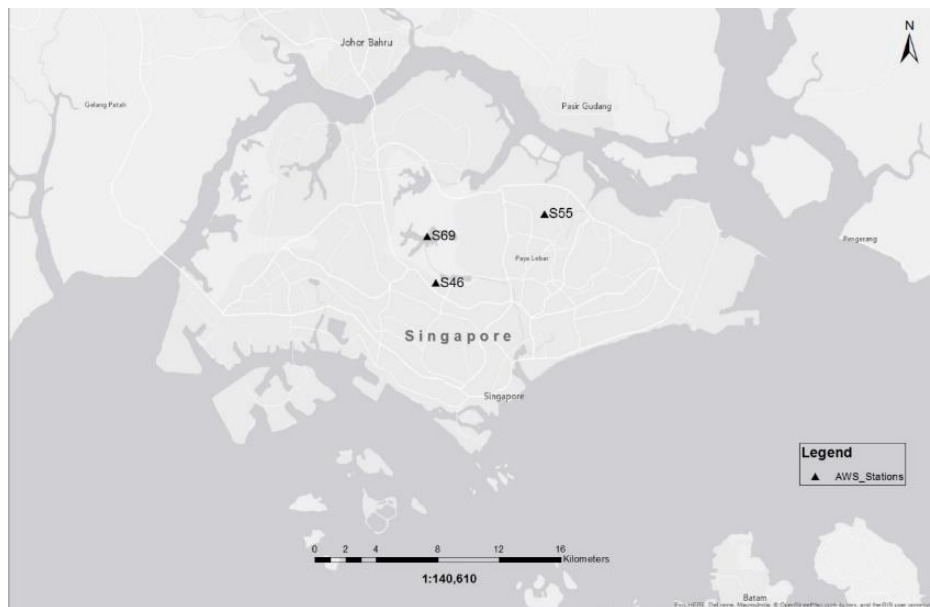 N
Johor Bahru
Gelang Patah
Pasir Gudang
S55
S69
Pengerang
Paya Lebar
S46
Singapore
Singapore
Legend
AWS_Stations
0 2 4 8 12 16
Kilometers
1:140,610
Batam